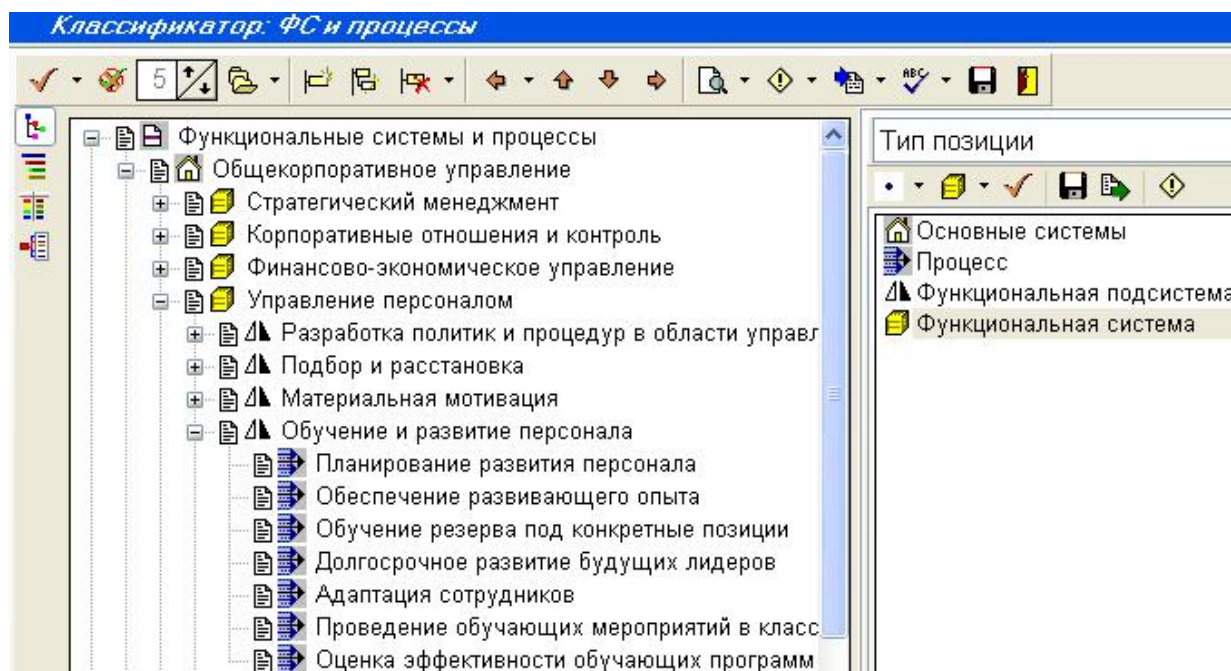 Классификатор: ФС и процессы
5
ABC
Функциональные системы и процессы
Общекорпоративное управление
Стратегический менеджмент
Корпоративные отношения и контроль
Финансово-экономическое управление
Управление персоналом
Разработка политик и процедур в области управл
Подбор и расстановка
Материальная мотивация
Обучение и развитие персонала
Планирование развития персонала
Обеспечение развивающего опыта
Обучение резерва под конкретные позиции
Долгосрочное развитие будущих лидеров
Адаптация сотрудников
Проведение обучающих мероприятий в класс
Оценка эффективности обучающих программ
Тип позиции
Основные системы
Процесс
Функциональная подсистема
Функциональная система